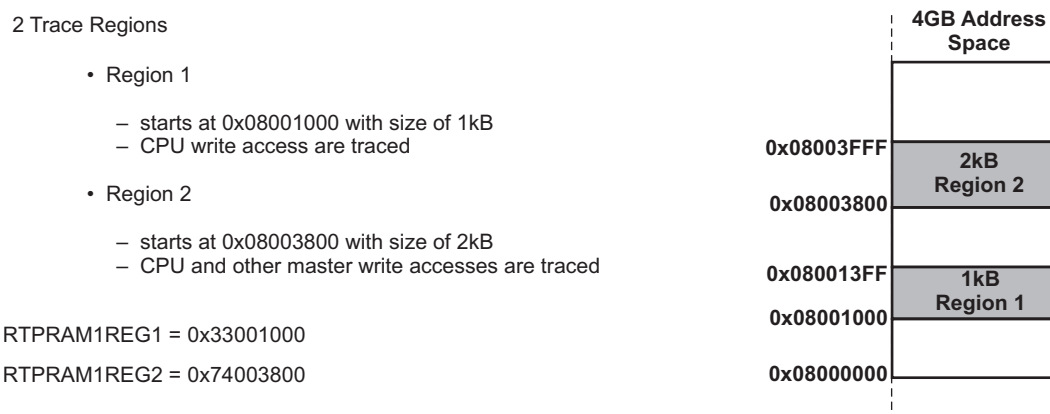 2 Trace Regions
• Region 1
– starts at 0x08001000 with size of 1kB
– CPU write access are traced
• Region 2
– starts at 0x08003800 with size of 2kB
– CPU and other master write accesses are traced
RTPRAM1REG1 = 0x33001000
RTPRAM1REG2 = 0x74003800
4GB Address
Space
0x08003FFF
2kB
Region 2
0x08003800
0x080013FF
1kB
Region 1
0x08001000
0x08000000